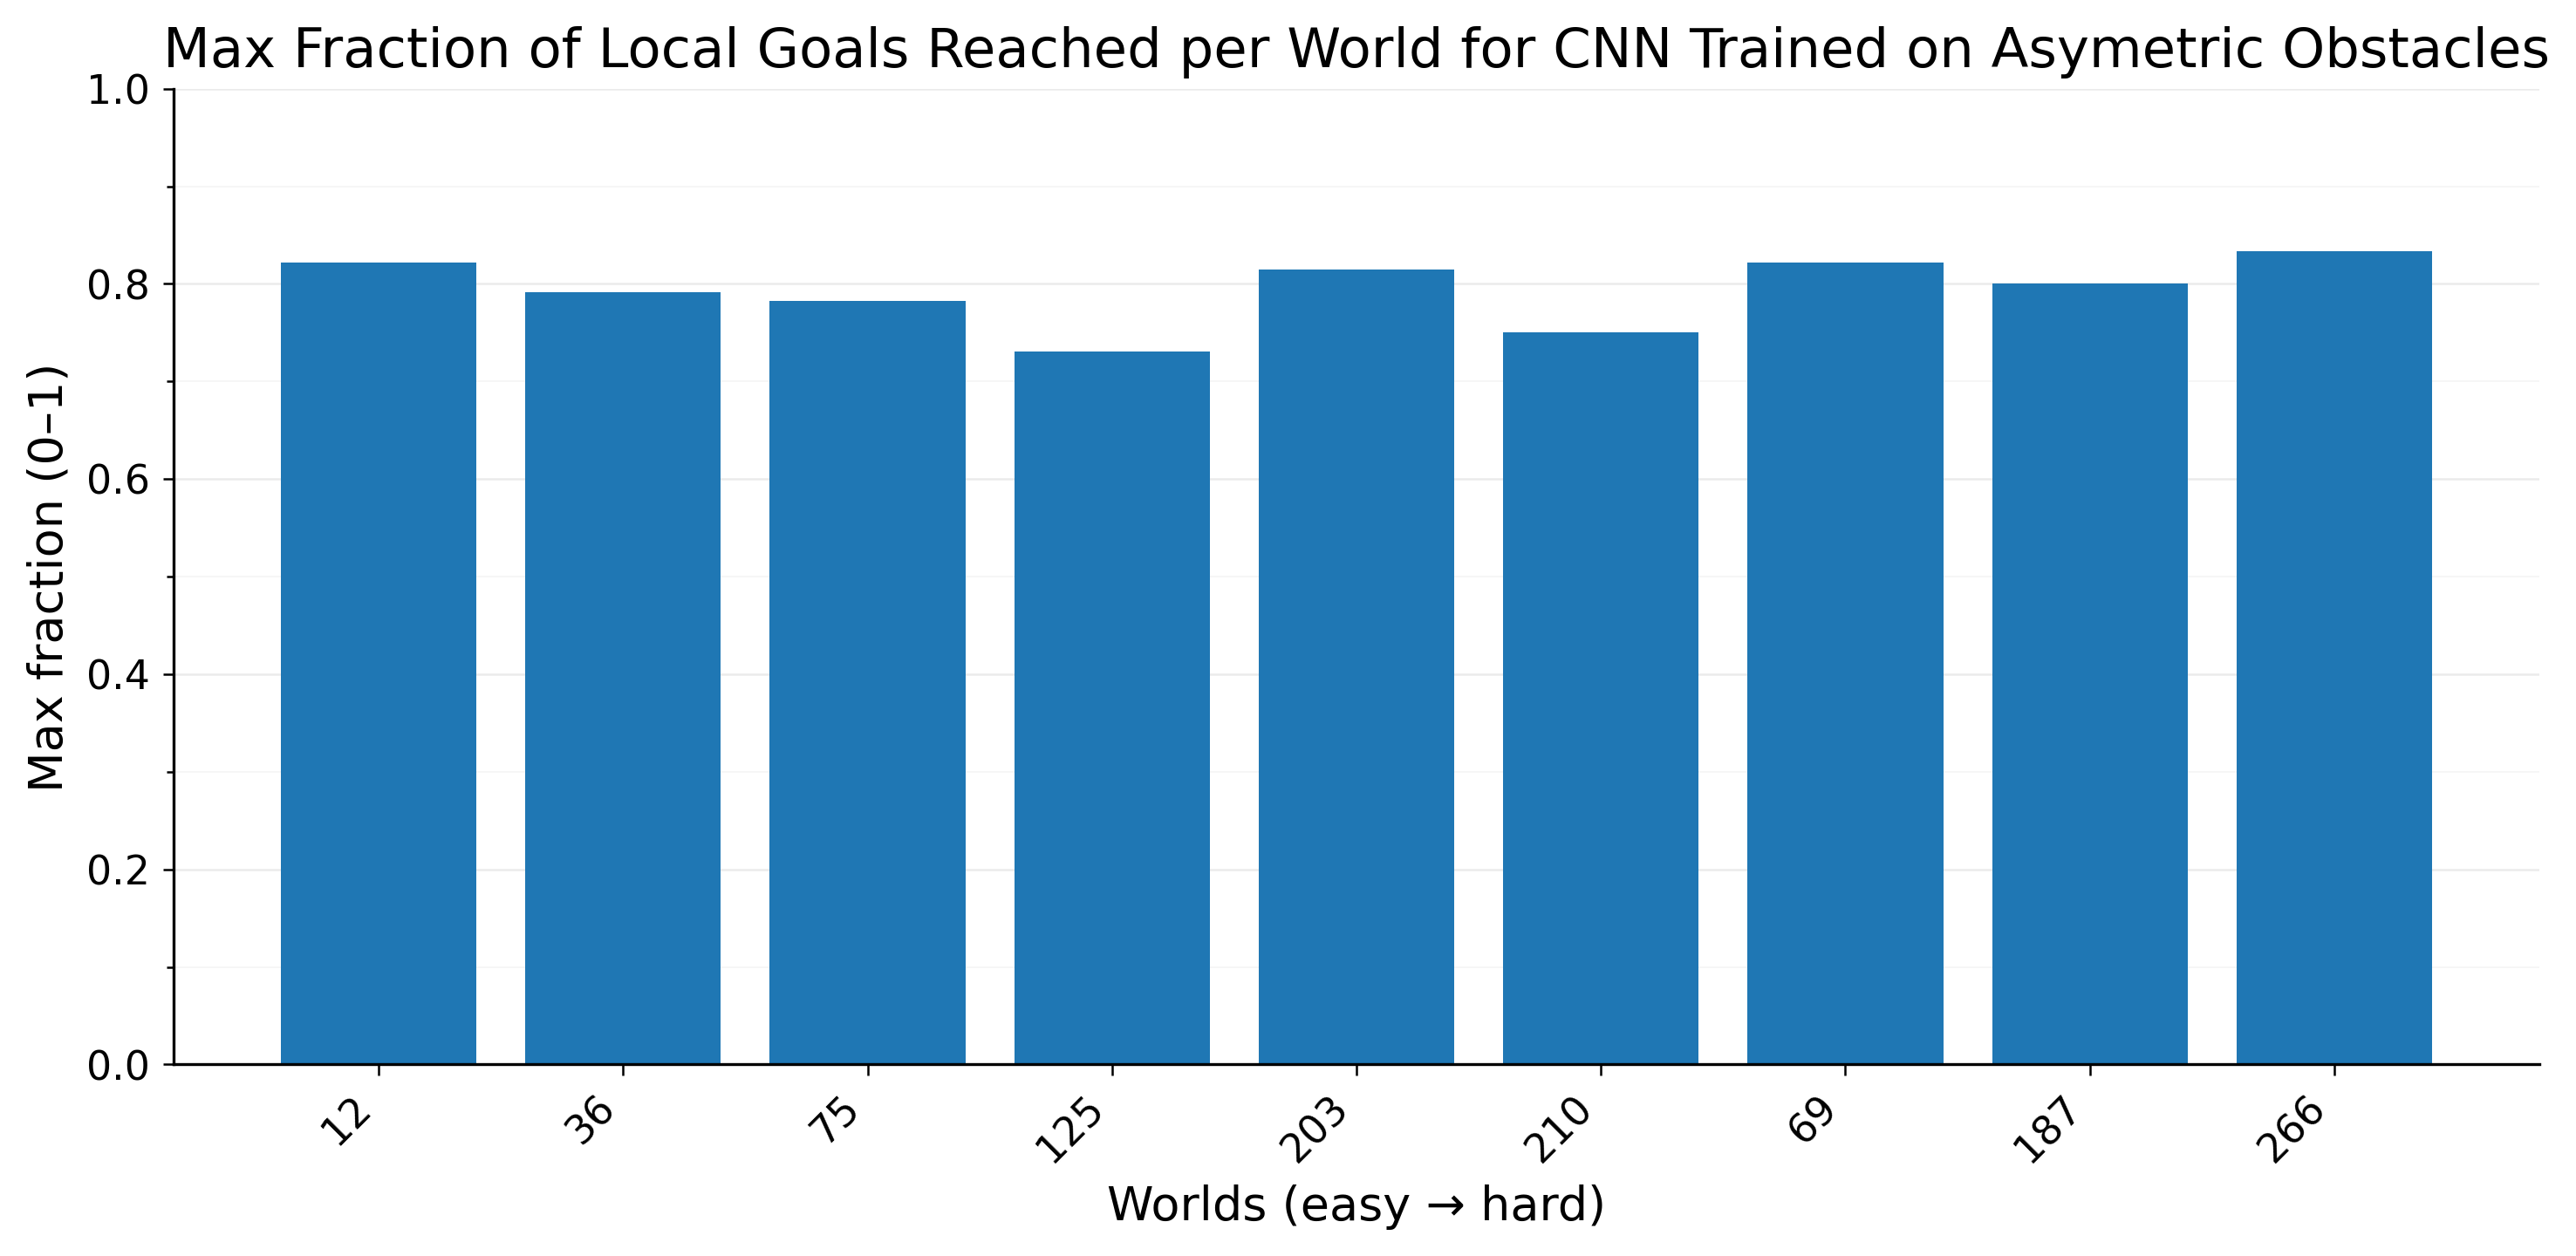 Max Fraction of Local Goals Reached per World for CNN Trained on Asymetric Obstacles
Max fraction (0–1)
1.0
0.8
0.6
0.4
0.2
0.0
12 36 75 125 203 210 69 187 266
Worlds (easy → hard)